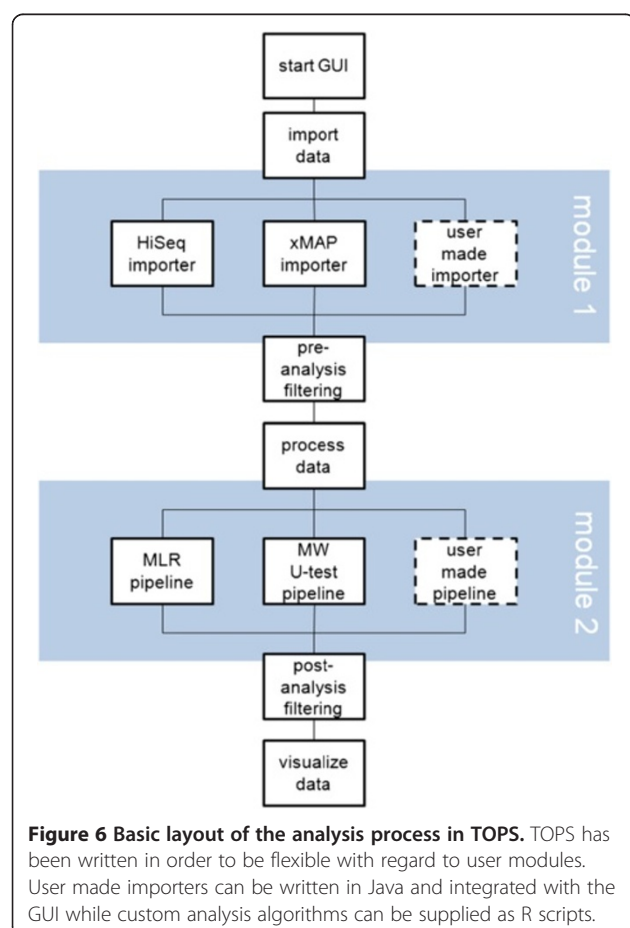 start GUI
import
data
HiSeq
importer
xMAP
importer
user
made
importer
module 1
pre-
analysis
filtering
process
data
MLR
pipeline
MW
U-test
pipeline
user
made
pipeline
module 2
post-
analysis
filtering
visualize
data
Figure 6 Basic layout of the analysis process in TOPS. TOPS has
been written in order to be flexible with regard to user modules.
User made importers can be written in Java and integrated with the
GUI while custom analysis algorithms can be supplied as R scripts.